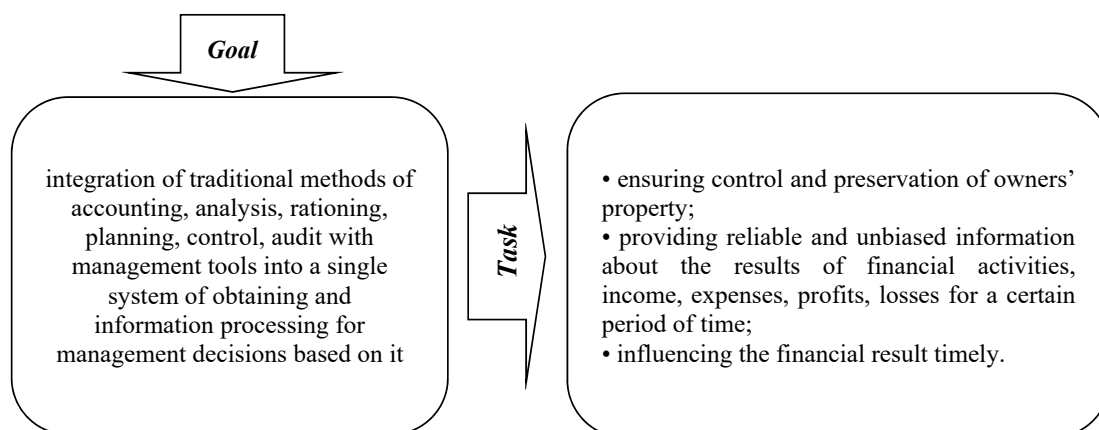 Goal
integration of traditional methods of
accounting, analysis, rationing,
planning, control, audit with
management tools into a single
system of obtaining and
information processing for
management decisions based on it
Task
• ensuring control and preservation of owners’
property;
• providing reliable and unbiased information
about the results of financial activities,
income, expenses, profits, losses for a certain
period of time;
• influencing the financial result timely.